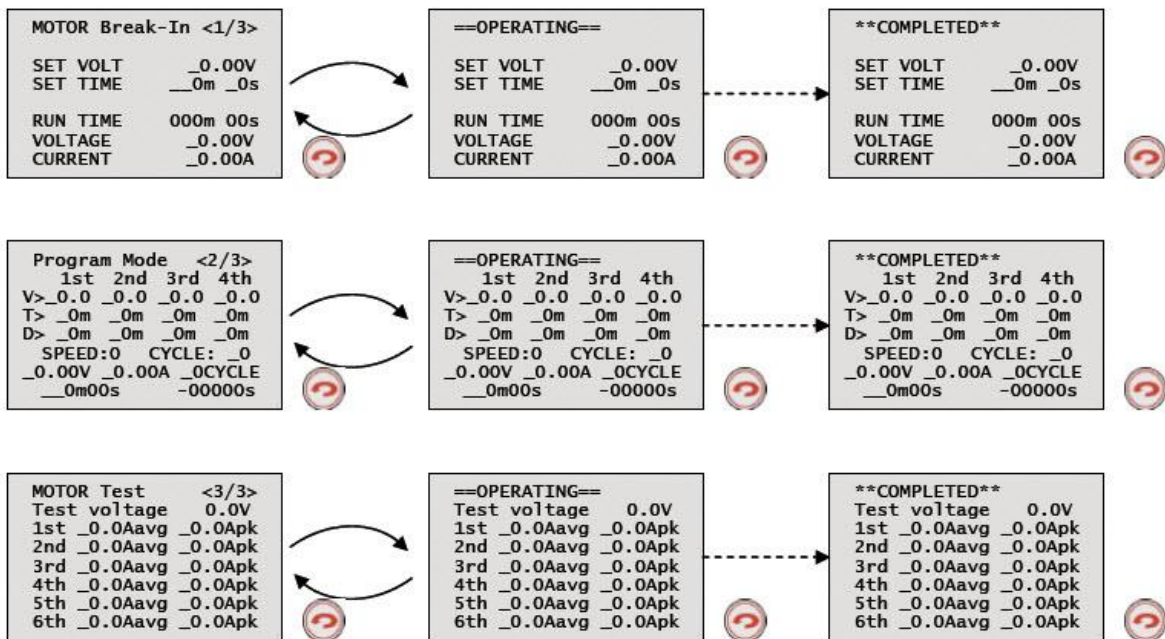 MOTOR Break-In <1/3>
SET VOLT _0.00V
SET TIME __0m _0s
RUN TIME 000m 00s
VOLTAGE _0.00V
CURRENT _0.00A
==OPERATING==
SET VOLT _0.00V
SET TIME __0m _0s
RUN TIME 000m 00s
VOLTAGE _0.00V
CURRENT _0.00A
**COMPLETED**
SET VOLT _0.00V
SET TIME __0m _0s
RUN TIME 000m 00s
VOLTAGE _0.00V
CURRENT _0.00A
Program Mode <2/3>
1st 2nd 3rd 4th
V>_0.0 _0.0 _0.0 _0.0
T> _0m _0m _0m _0m
D> _0m _0m _0m _0m
SPEED:0 CYCLE: _0
_0.00V _0.00A _0CYCLE
__0m00s -00000s
==OPERATING==
1st 2nd 3rd 4th
V>_0.0 _0.0 _0.0 _0.0
T> _0m _0m _0m _0m
D> _0m _0m _0m _0m
SPEED:0 CYCLE: _0
_0.00V _0.00A _0CYCLE
__0m00s -00000s
**COMPLETED**
1st 2nd 3rd 4th
V>_0.0 _0.0 _0.0 _0.0
T> _0m _0m _0m _0m
D> _0m _0m _0m _0m
SPEED:0 CYCLE: _0
_0.00V _0.00A _0CYCLE
__0m00s -00000s
MOTOR Test <3/3>
Test voltage 0.0V
1st _0.0Aavg _0.0Apk
2nd _0.0Aavg _0.0Apk
3rd _0.0Aavg _0.0Apk
4th _0.0Aavg _0.0Apk
5th _0.0Aavg _0.0Apk
6th _0.0Aavg _0.0Apk
==OPERATING==
Test voltage 0.0V
1st _0.0Aavg _0.0Apk
2nd _0.0Aavg _0.0Apk
3rd _0.0Aavg _0.0Apk
4th _0.0Aavg _0.0Apk
5th _0.0Aavg _0.0Apk
6th _0.0Aavg _0.0Apk
**COMPLETED**
Test voltage 0.0V
1st _0.0Aavg _0.0Apk
2nd _0.0Aavg _0.0Apk
3rd _0.0Aavg _0.0Apk
4th _0.0Aavg _0.0Apk
5th _0.0Aavg _0.0Apk
6th _0.0Aavg _0.0Apk